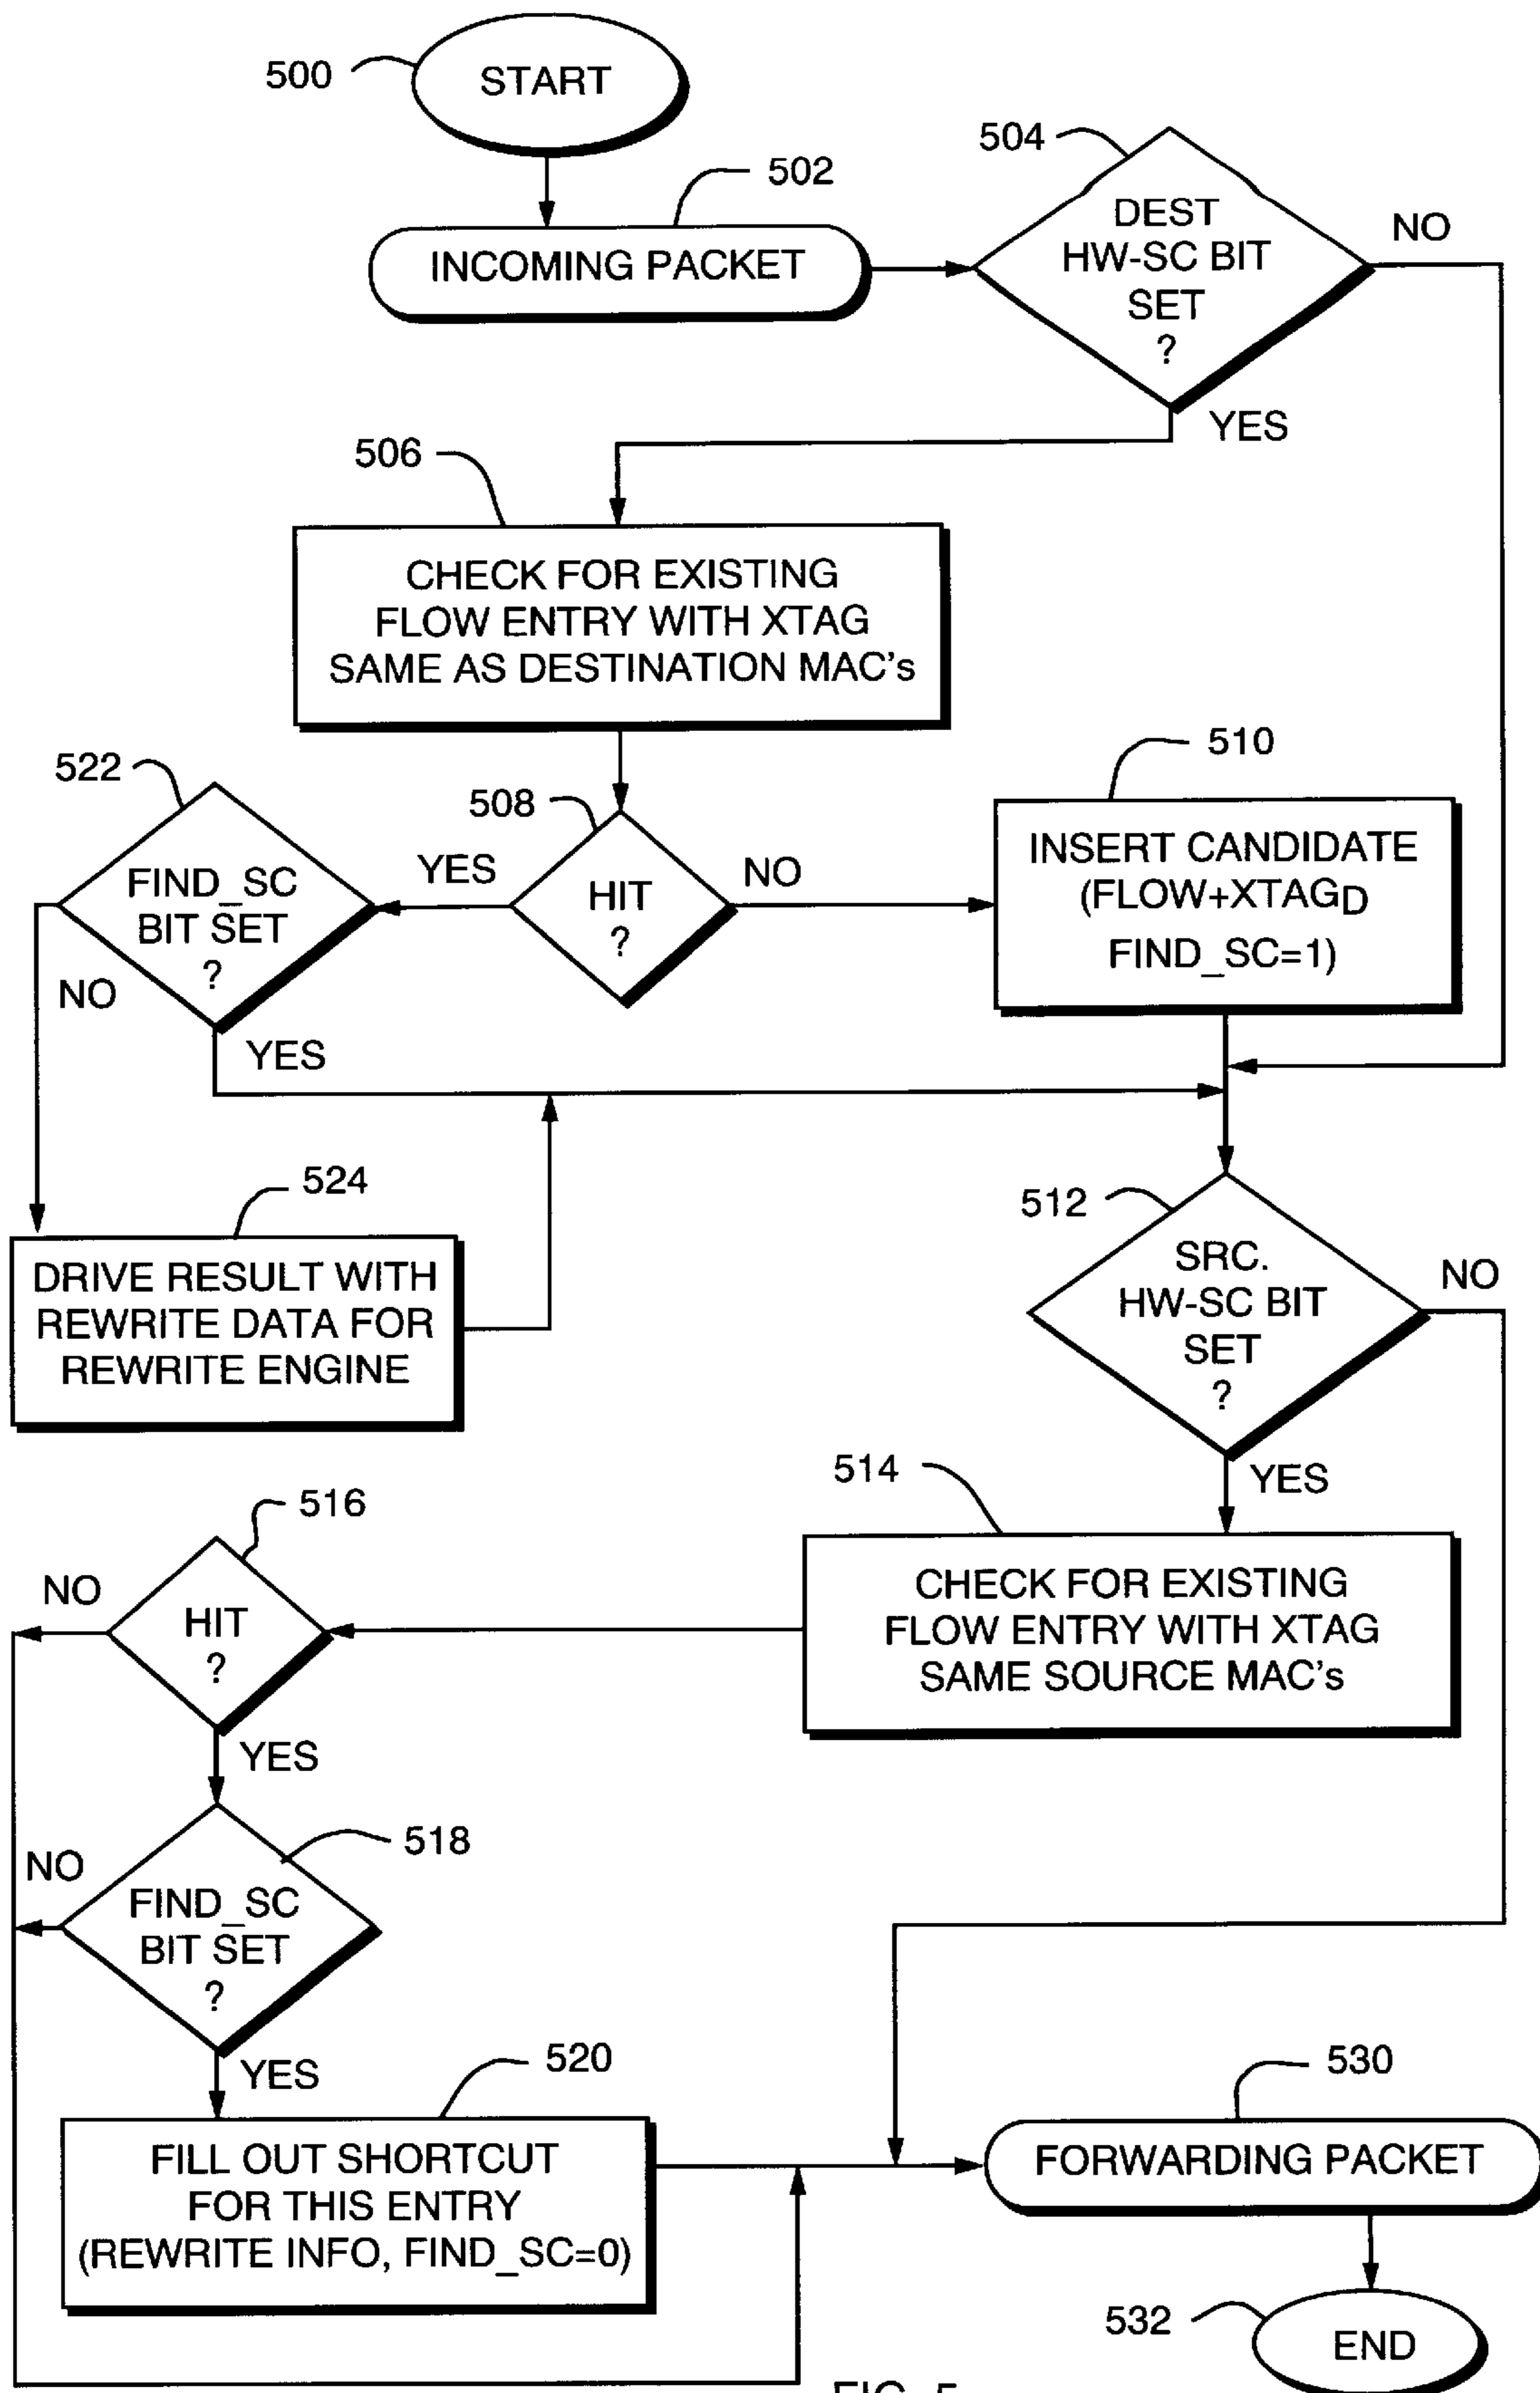 500
START
502
INCOMING PACKET
504
DEST
HW-SC BIT
SET
?
NO
YES
506
CHECK FOR EXISTING
FLOW ENTRY WITH XTAG
SAME AS DESTINATION MAC's
522
FIND_SC
BIT SET
?
NO
YES
508
HIT
?
YES
NO
510
INSERT CANDIDATE
(FLOW+XTAGD
FIND_SC=1)
524
DRIVE RESULT WITH
REWRITE DATA FOR
REWRITE ENGINE
512
SRC.
HW-SC BIT
SET
?
NO
YES
514
CHECK FOR EXISTING
FLOW ENTRY WITH XTAG
SAME SOURCE MAC's
516
HIT
?
NO
YES
518
FIND_SC
BIT SET
?
NO
YES
520
FILL OUT SHORTCUT
FOR THIS ENTRY
(REWRITE INFO, FIND_SC=0)
530
FORWARDING PACKET
532
END
FIG. 5